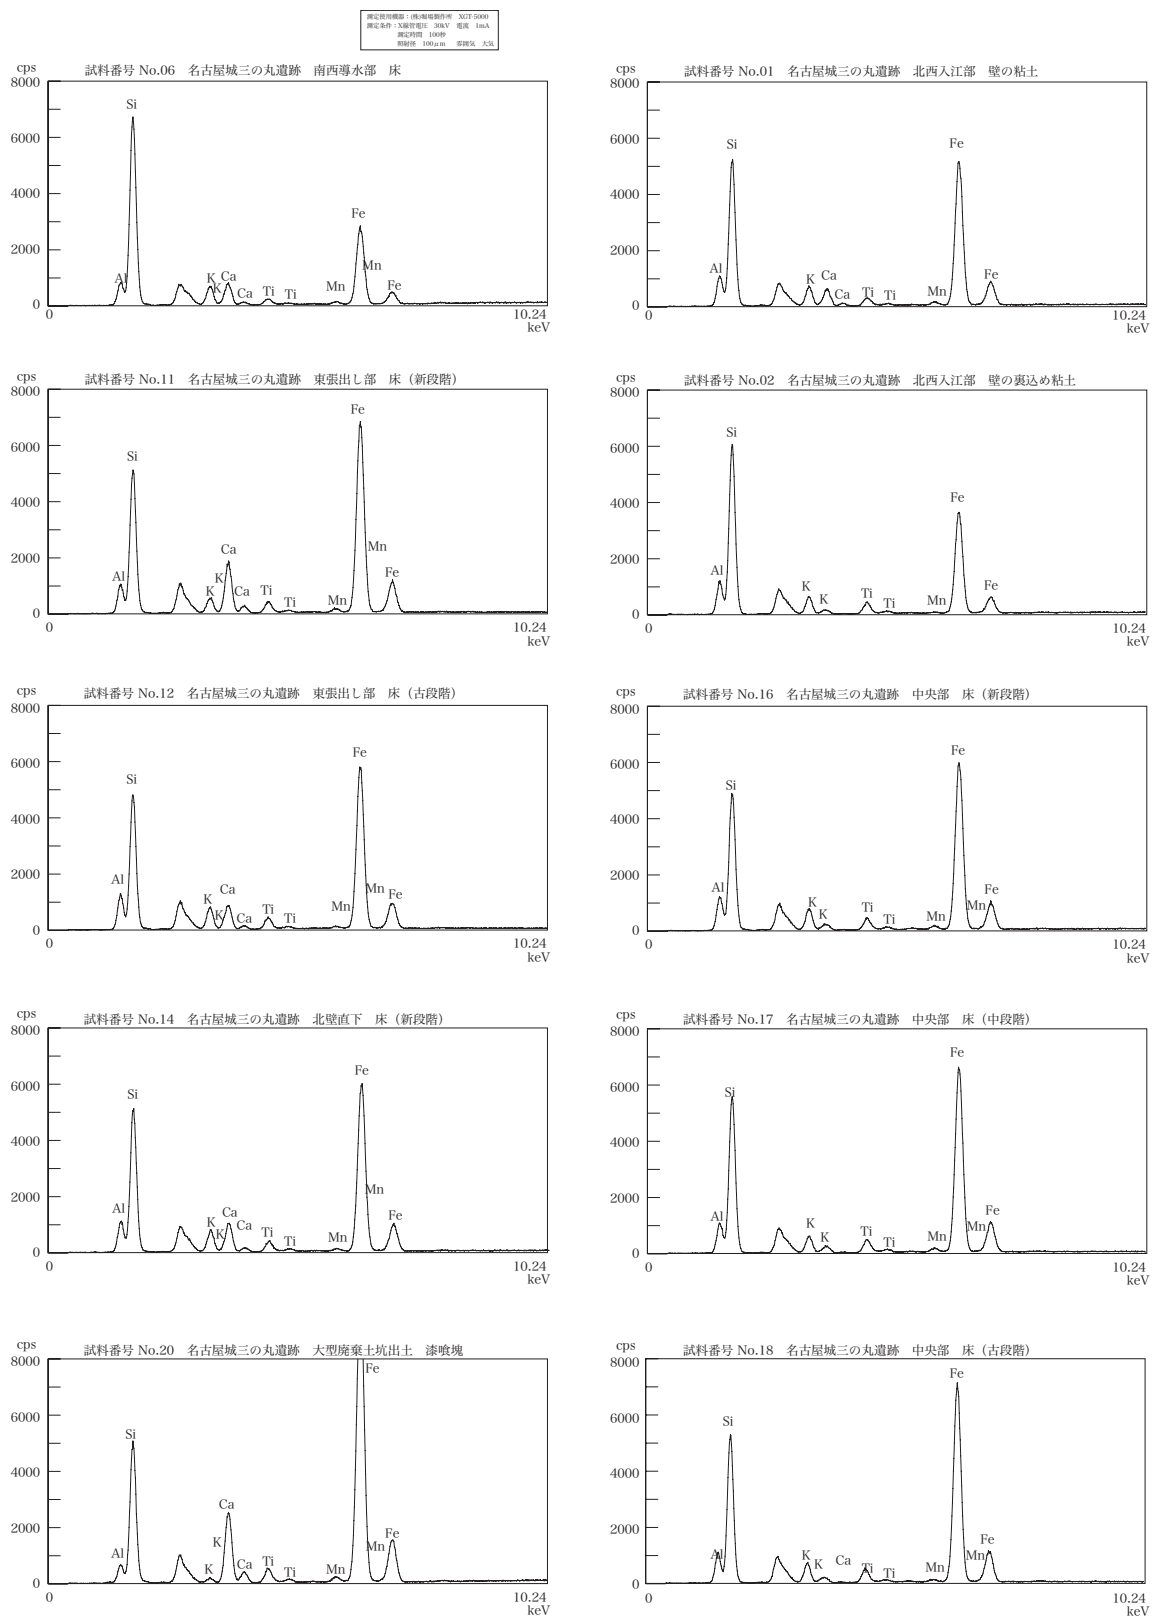 測定使用機器：(株)堀場製作所　XGT-5000
測定条件：X線管電圧　30kV　電流　1mA
測定時間　100秒
照射径　100μm　雰囲気　大気
cps
試料番号 No.06　名古屋城三の丸遺跡　南西導水部　床
8000
6000
4000
2000
0
Si
Al
K
K
Ca
Ca
Ti
Ti
Mn
Fe
Mn
Fe
0
10.24
keV
cps
試料番号 No.01　名古屋城三の丸遺跡　北西入江部　壁の粘土
8000
6000
4000
2000
0
Al
Si
K
Ca
Ca
Ti
Ti
Mn
Fe
Fe
0
10.24
keV
cps
試料番号 No.11　名古屋城三の丸遺跡　東張出し部　床（新段階）
8000
6000
4000
2000
0
Al
Si
K
K
Ca
Ca
Ti
Ti
Mn
Fe
Mn
Fe
0
10.24
keV
cps
試料番号 No.02　名古屋城三の丸遺跡　北西入江部　壁の裏込め粘土
8000
6000
4000
2000
0
Al
Si
K
K
Ti
Ti
Mn
Fe
Fe
0
10.24
keV
cps
試料番号 No.12　名古屋城三の丸遺跡　東張出し部　床（古段階）
8000
6000
4000
2000
0
Al
Si
K
K
Ca
Ca
Ti
Ti
Mn
Fe
Mn
Fe
0
10.24
keV
cps
試料番号 No.16　名古屋城三の丸遺跡　中央部　床（新段階）
8000
6000
4000
2000
0
Al
Si
K
K
Ti
Ti
Mn
Fe
Mn
Fe
0
10.24
keV
cps
試料番号 No.14　名古屋城三の丸遺跡　北壁直下　床（新段階）
8000
6000
4000
2000
0
Al
Si
K
K
Ca
Ca
Ti
Ti
Mn
Fe
Mn
Fe
0
10.24
keV
cps
試料番号 No.17　名古屋城三の丸遺跡　中央部　床（中段階）
8000
6000
4000
2000
0
Al
Si
K
K
Ti
Ti
Mn
Fe
Mn
Fe
0
10.24
keV
cps
試料番号 No.20　名古屋城三の丸遺跡　大型廃棄土坑出土　漆喰塊
8000
6000
4000
2000
0
Al
Si
K
K
Ca
Ca
Ti
Ti
Mn
Fe
Mn
Fe
0
10.24
keV
cps
試料番号 No.18　名古屋城三の丸遺跡　中央部　床（古段階）
8000
6000
4000
2000
0
Al
Si
K
K
Ca
Ti
Ti
Mn
Fe
Mn
Fe
0
10.24
keV